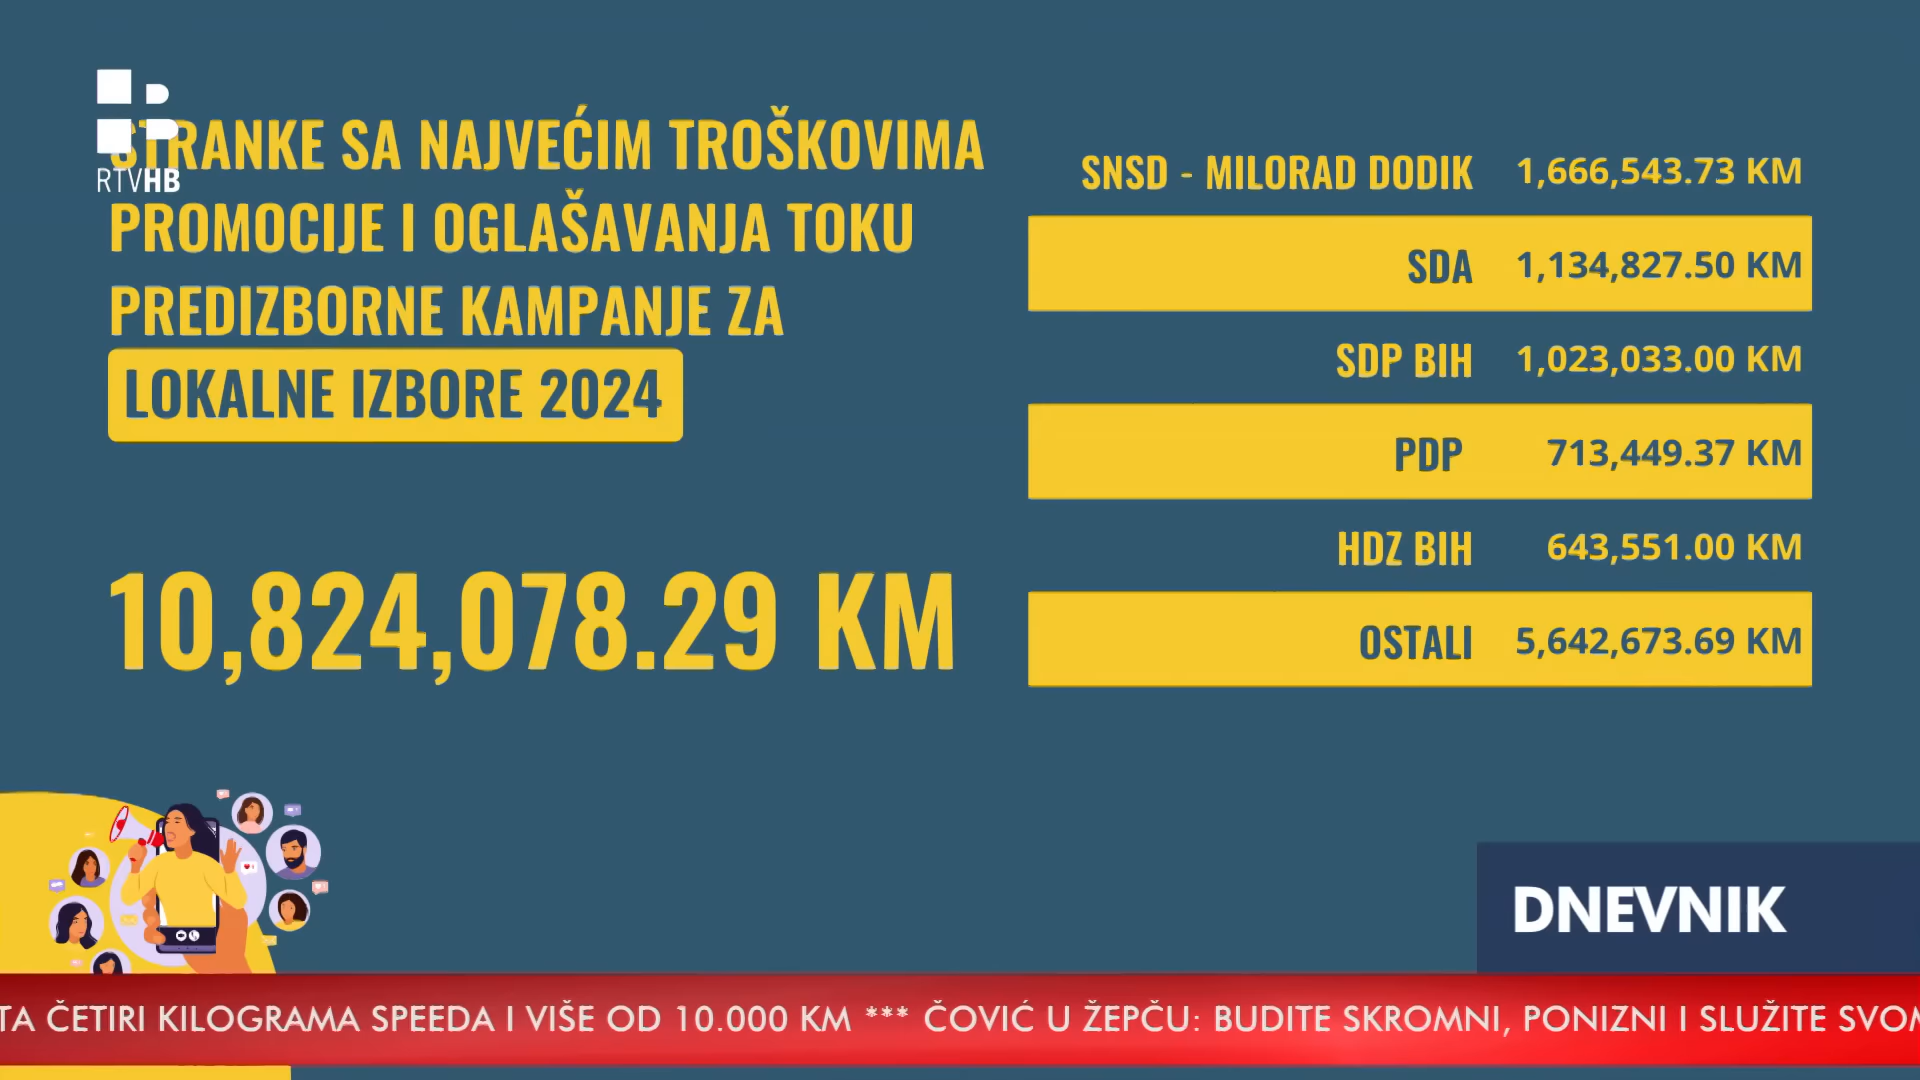 STRANKE SA NAJVEĆIM TROŠKOVIMA
PROMOCIJE I OGLAŠAVANJA TOKU
PREDIZBORNE KAMPANJE ZA
LOKALNE IZBORE 2024
RTVHB
10,824,078.29 KM
SNSD - MILORAD DODIK 1,666,543.73 KM
SDA 1,134,827.50 KM
SDP BIH 1,023,033.00 KM
PDP 713,449.37 KM
HDZ BIH 643,551.00 KM
OSTALI 5,642,673.69 KM
DNEVNIK
TA ČETIRI KILOGRAMA SPEEDA I VIŠE OD 10.000 KM *** ČOVIĆ U ŽEPČU: BUDITE SKROMNI, PONIZNI I SLUŽITE SVOM